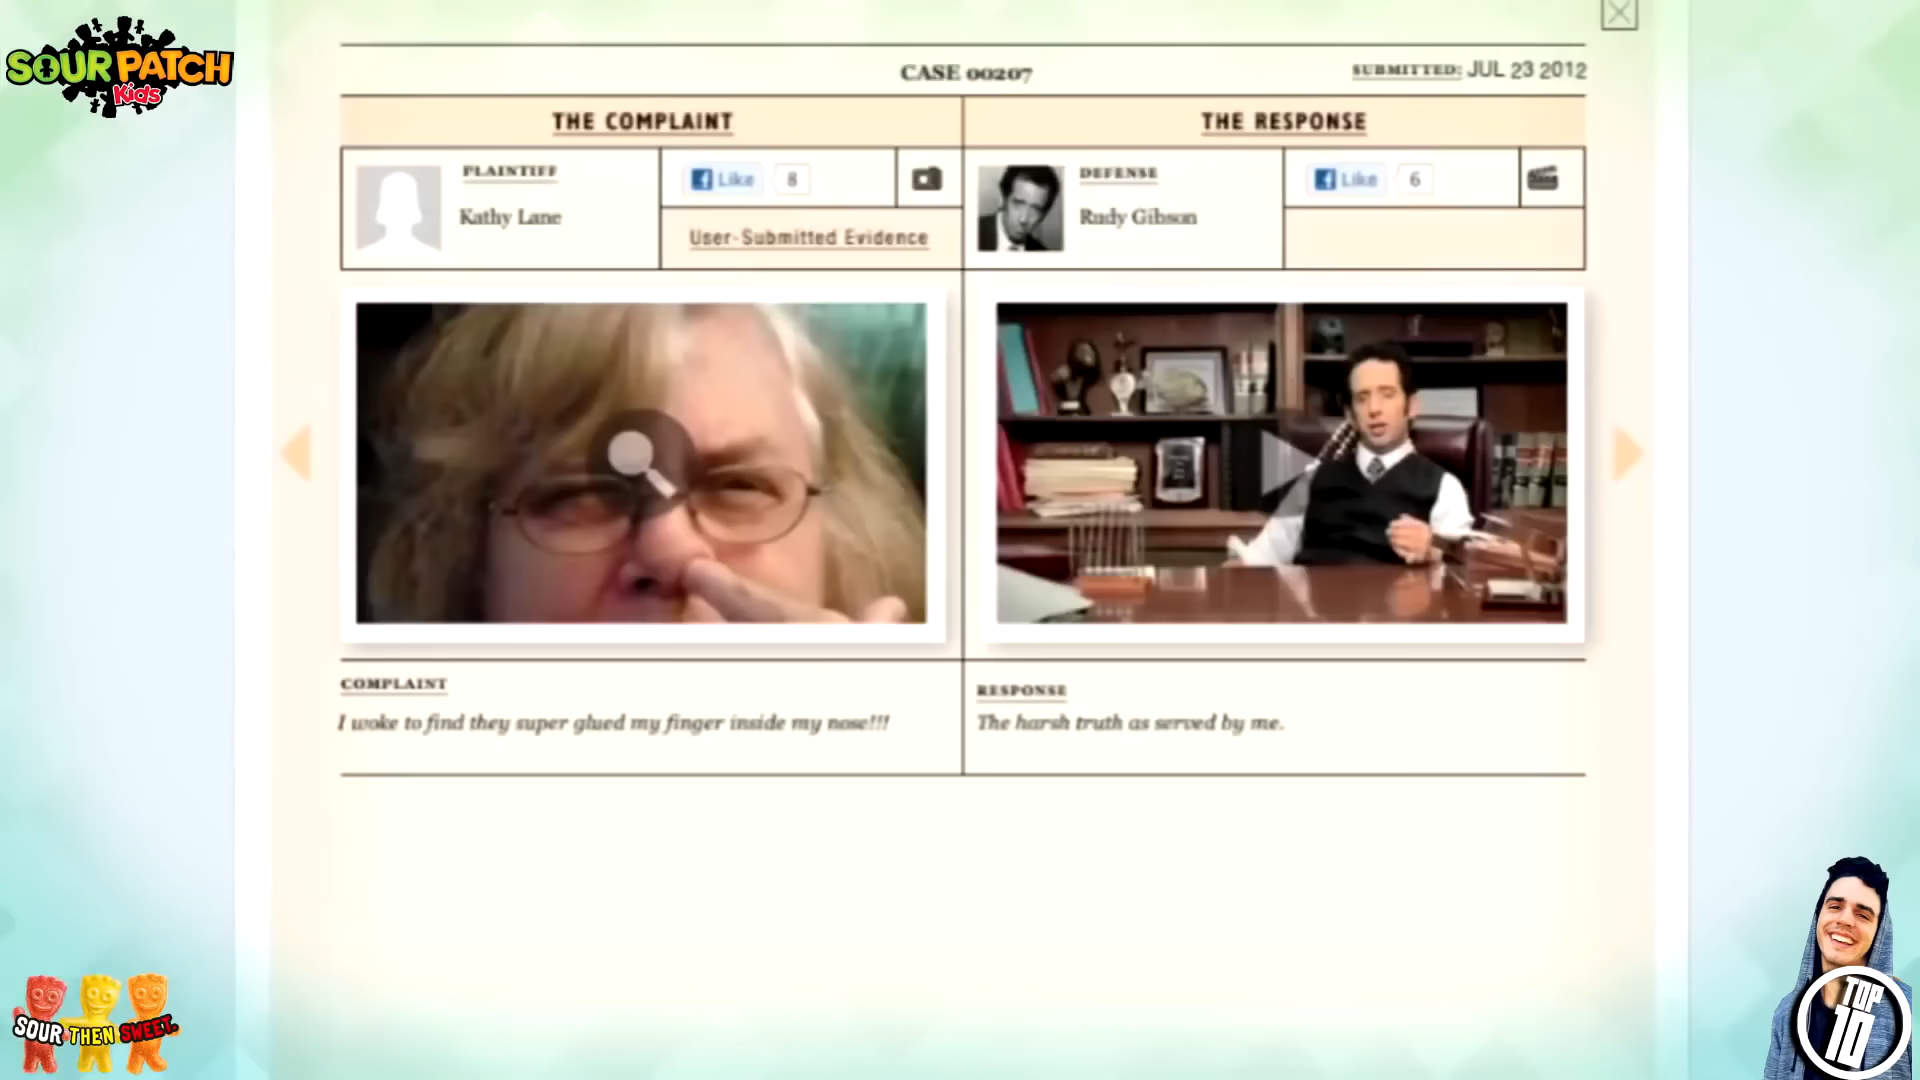 SOUR PATCH
Kids
CASE 00207
SUBMITTED: JUL 23 2012
THE COMPLAINT
THE RESPONSE
PLAINTIFF
Kathy Lane
Like 8
User-Submitted Evidence
DEFENSE
Rudy Gibson
Like 6
COMPLAINT
I woke to find they super glued my finger inside my nose!!!
RESPONSE
The harsh truth as served by me.
SOUR THEN SWEET.
TOP
10